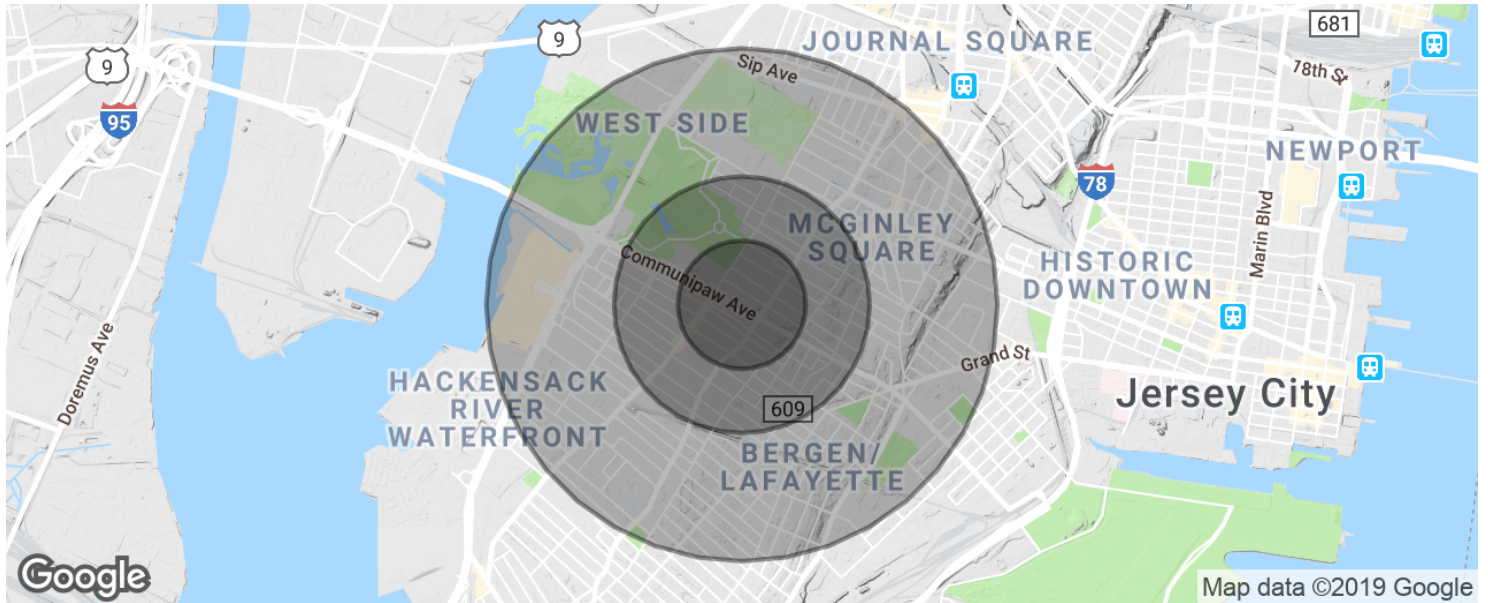 681
9
JOURNAL SQUARE
9
Sip Ave
18th St
95
WEST SIDE
NEWPORT
78
MCGINLEY
SQUARE
Marin Blvd
Communipaw Ave
HISTORIC
DOWNTOWN
Doremus Ave
Grand St
HACKENSACK
RIVER
WATERFRONT
Jersey City
609
BERGEN/
LAFAYETTE
Google
Map data ©2019 Google